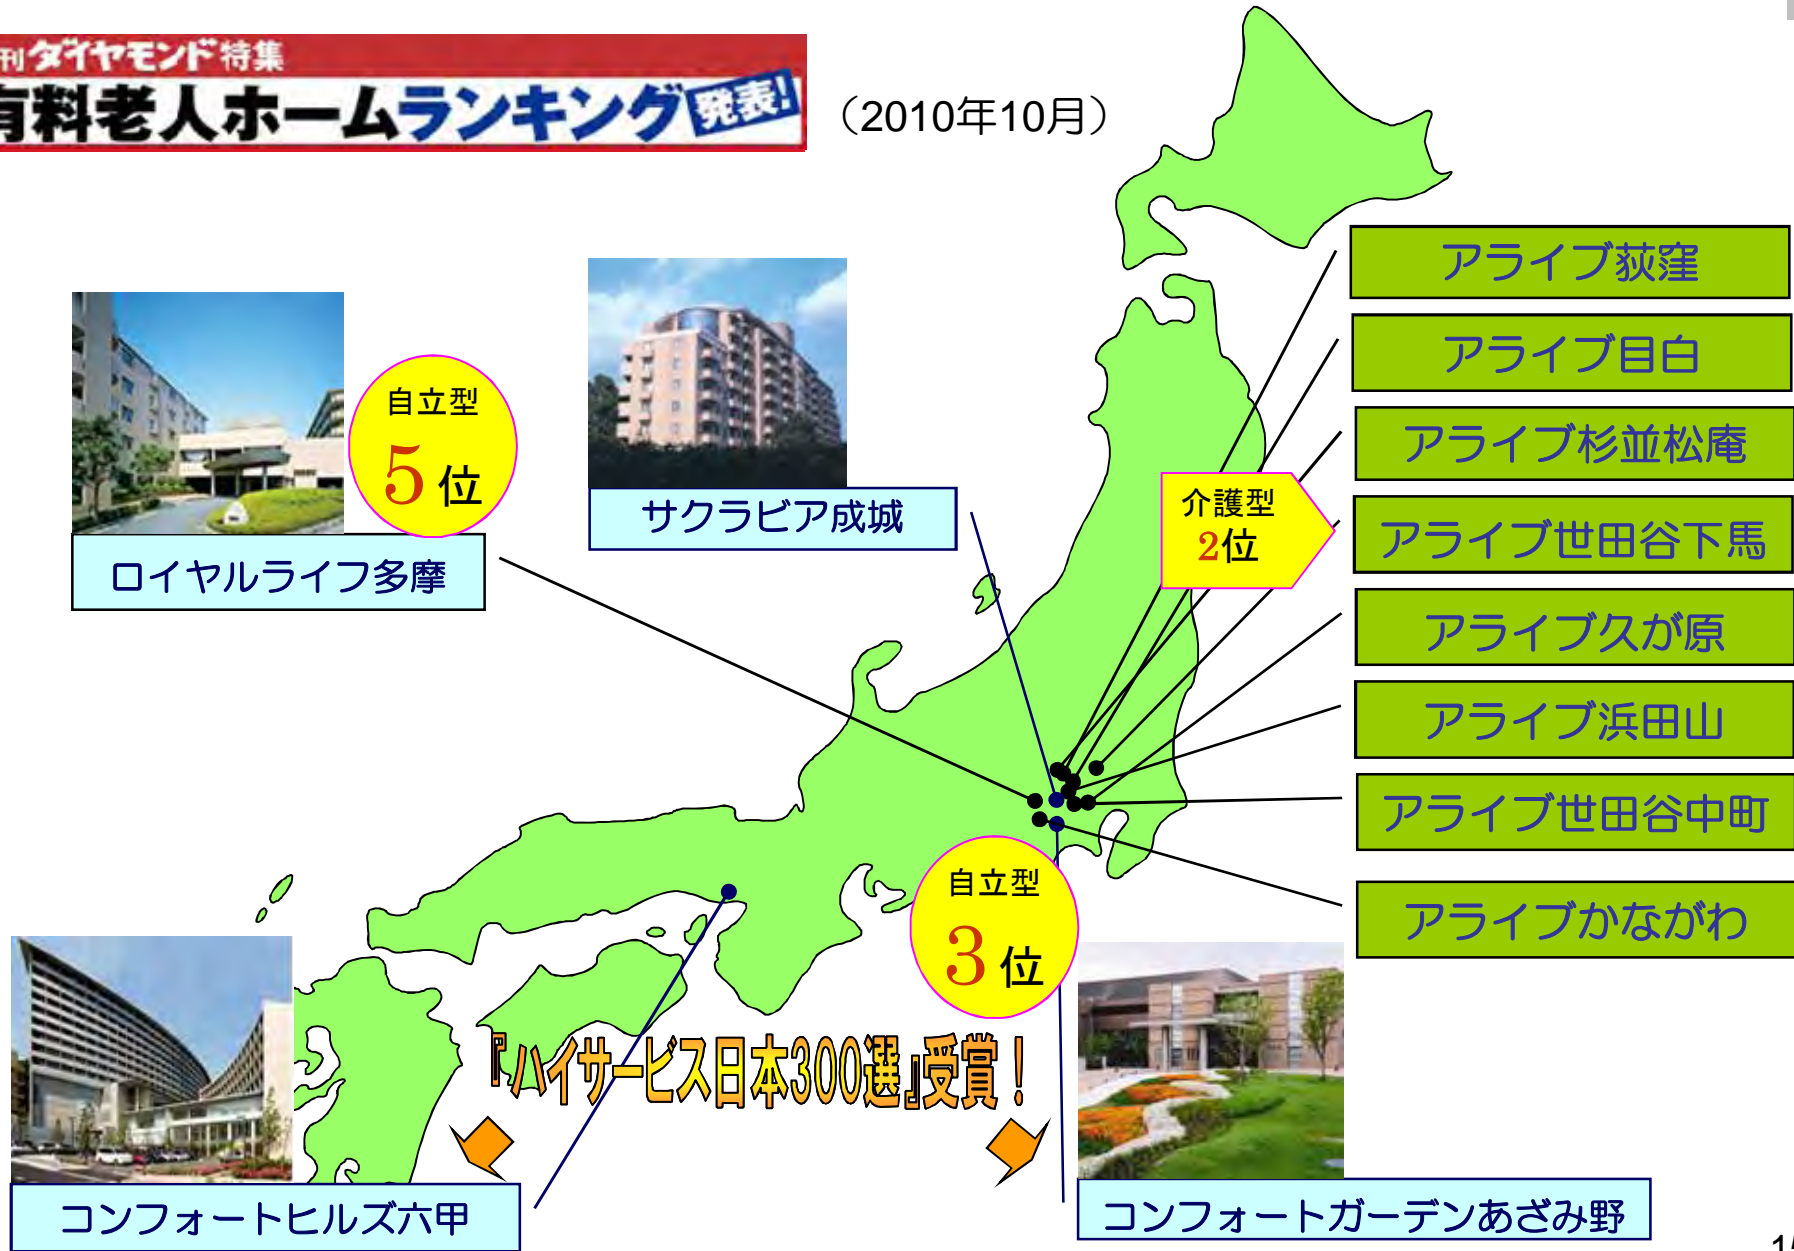 刊ダイヤモンド特集
有料老人ホームランキング発表!
（2010年10月）
アライブ荻窪
アライブ目白
アライブ杉並松庵
アライブ世田谷下馬
アライブ久が原
アライブ浜田山
アライブ世田谷中町
アライブかながわ
介護型
2位
自立型
5位
ロイヤルライフ多摩
サクラビア成城
自立型
3位
『ハイサービス日本300選』受賞！
コンフォートヒルズ六甲
コンフォートガーデンあざみ野